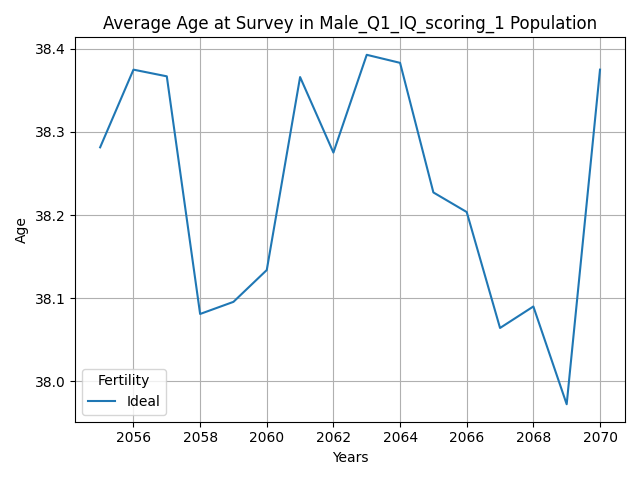 Average Age at Survey in Male_Q1_IQ_scoring_1 Population
38.4
38.3
38.2
38.1
38.0
Age
Fertility
Ideal
2056 2058 2060 2062 2064 2066 2068 2070
Years